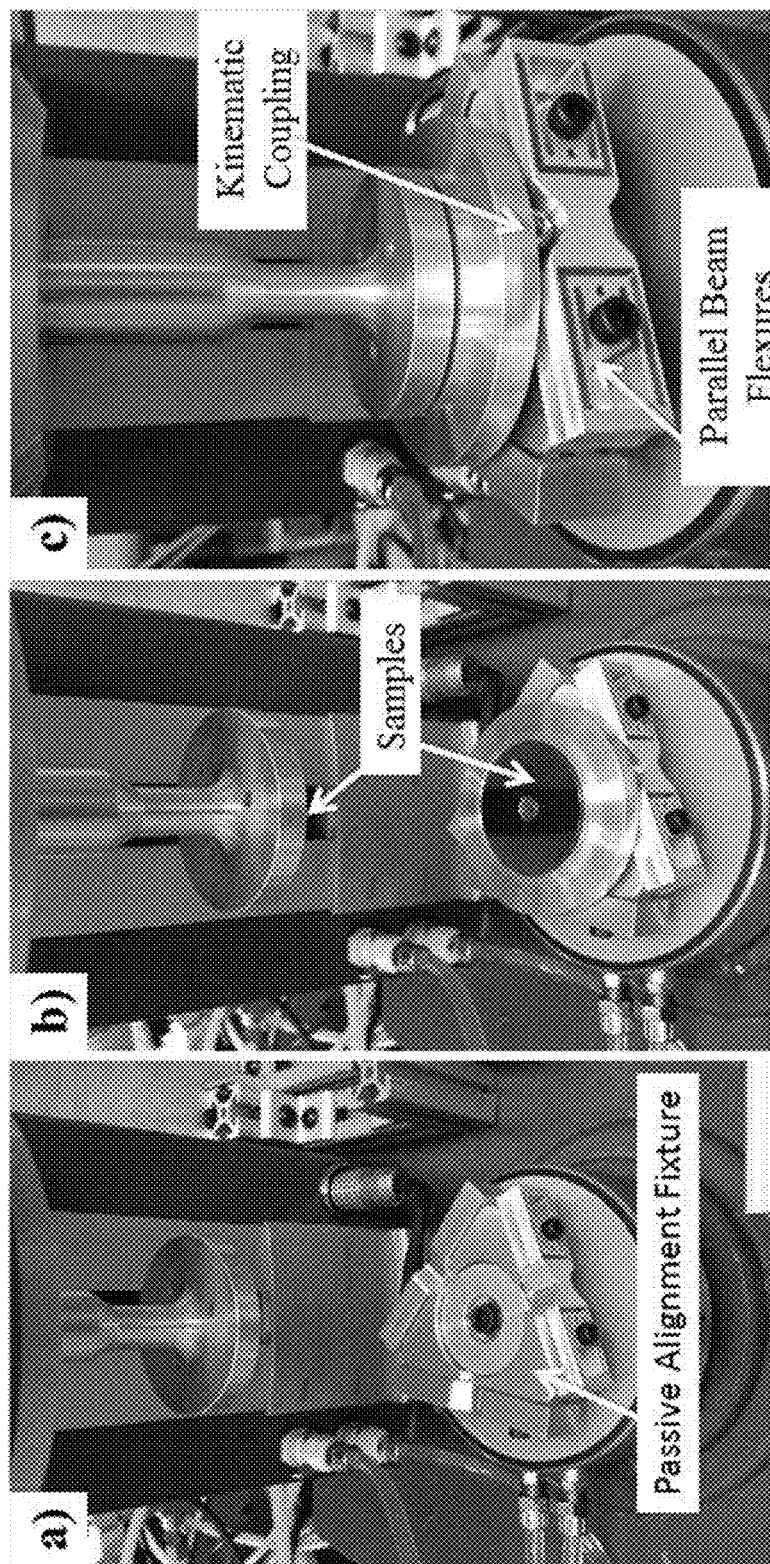 a)
Passive Alignment Fixture
b)
Samples
c)
Kinematic
Coupling
Parallel Beam
Flexures